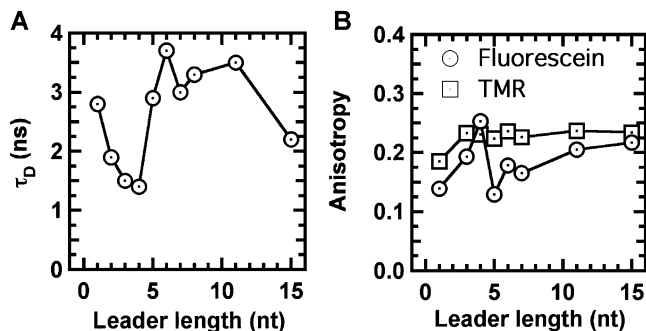 A
4
3
2
1
0
τD (ns)
0 5 10 15
Leader length (nt)
B
0.4
0.3
0.2
0.1
0.0
Anisotropy
Fluorescein
TMR
0 5 10 15
Leader length (nt)